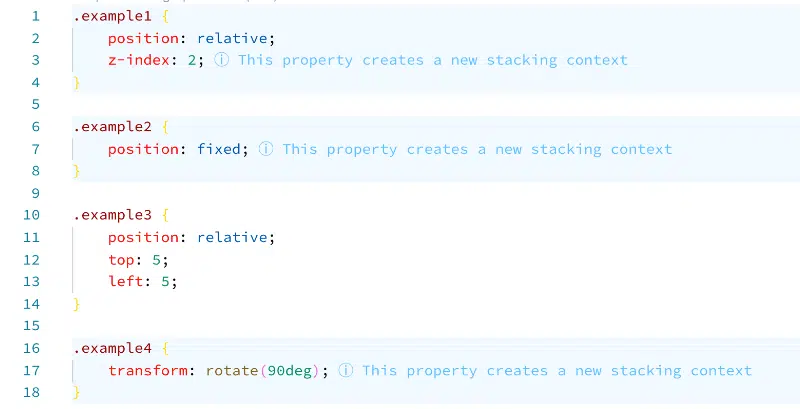 1 .example1 {
2 position: relative;
3 z-index: 2; ⓘ This property creates a new stacking context
4 }
5
6 .example2 {
7 position: fixed; ⓘ This property creates a new stacking context
8 }
9
10 .example3 {
11 position: relative;
12 top: 5;
13 left: 5;
14 }
15
16 .example4 {
17 transform: rotate(90deg); ⓘ This property creates a new stacking context
18 }